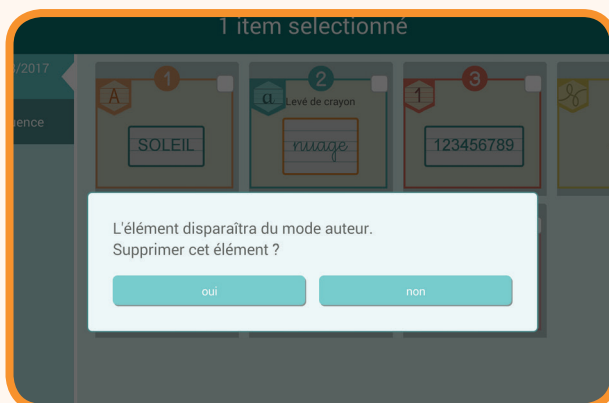 1 item selectionné
/2017
1
2
3
A
a
Levé de crayon
1
SOLEIL
nuage
123456789
L'élément disparaîtra du mode auteur.
Supprimer cet élément ?
oui
non